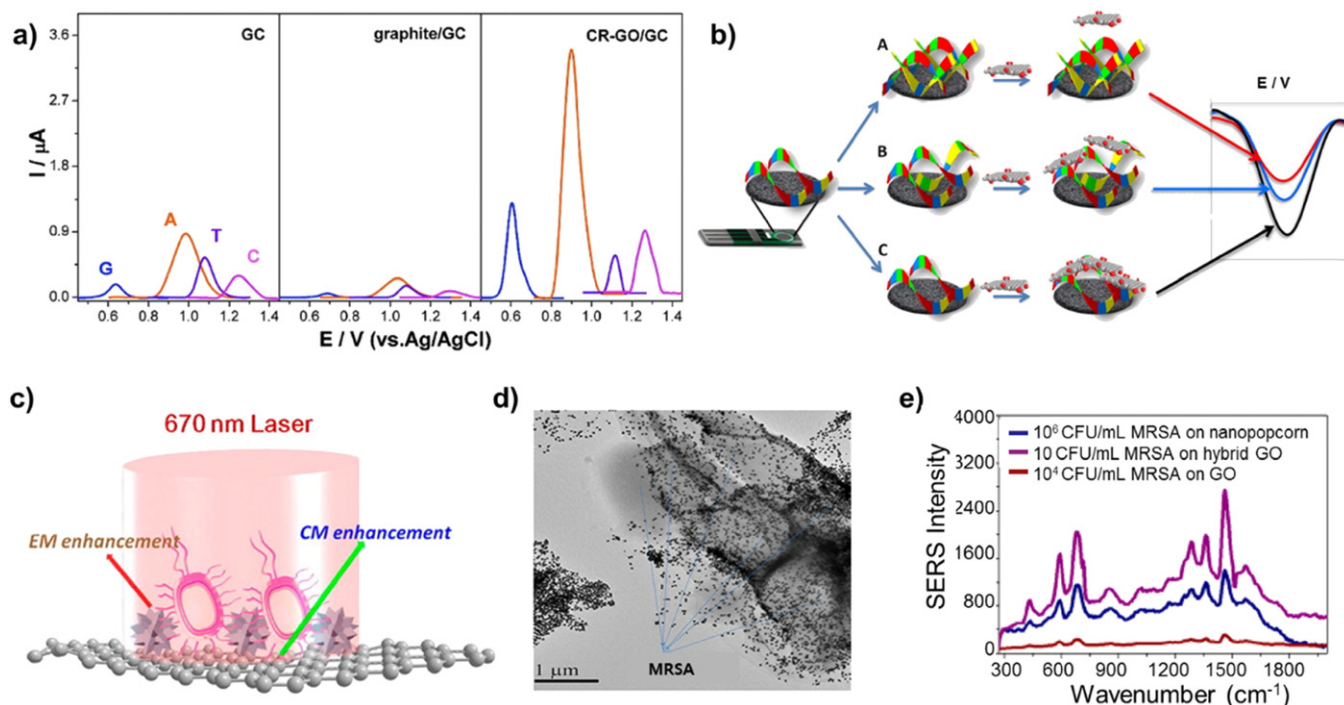 a)
GC
graphite/GC
CR-GO/GC
I / μA
3.6
2.7
1.8
0.9
0.0
G
A
T
C
0.6 0.8 1.0 1.2 1.4
0.6 0.8 1.0 1.2 1.4
0.6 0.8 1.0 1.2 1.4
E / V (vs.Ag/AgCl)
b)
A
B
C
E / V
c)
670 nm Laser
EM enhancement
CM enhancement
d)
MRSA
1 μm
e)
SERS Intensity
4000
3200
2400
1600
800
0
10⁶ CFU/mL MRSA on nanopopcorn
10 CFU/mL MRSA on hybrid GO
10⁴ CFU/mL MRSA on GO
300 600 900 1200 1500 1800
Wavenumber (cm⁻¹)